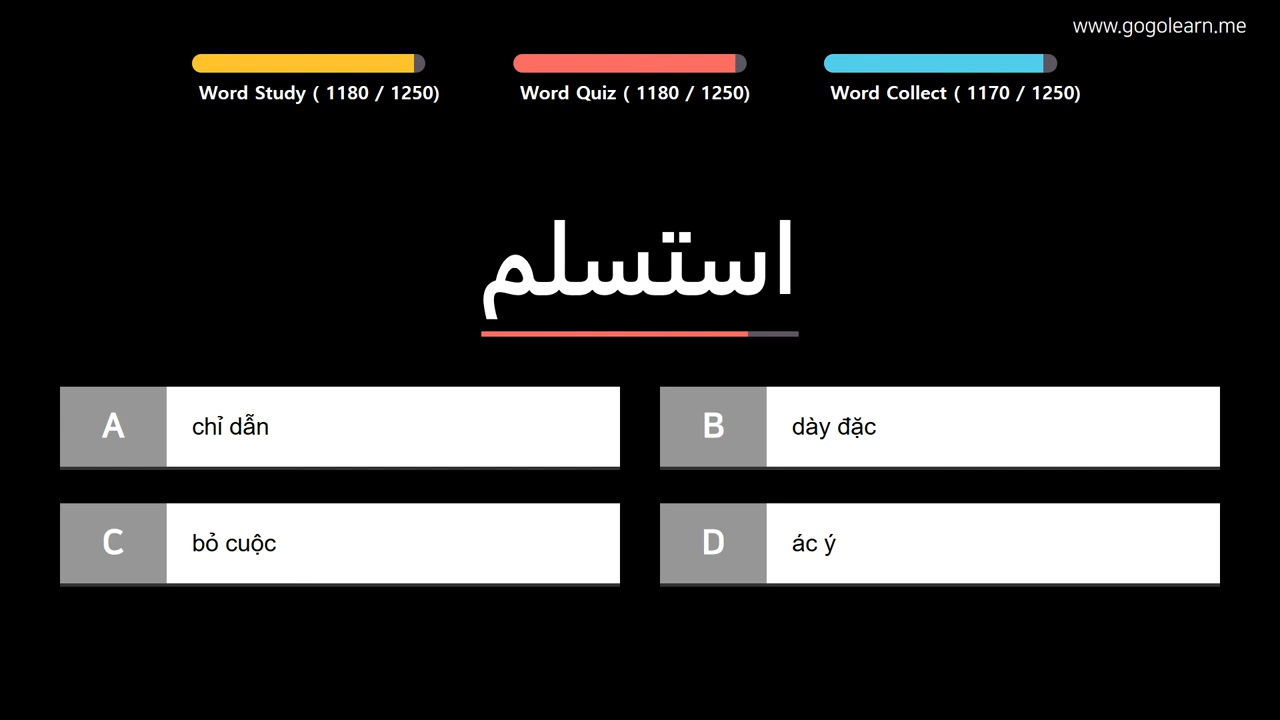 www.gogolearn.me
Word Study ( 1180 / 1250)
Word Quiz ( 1180 / 1250)
Word Collect ( 1170 / 1250)
استسلم
A chỉ dẫn
B dày đặc
C bỏ cuộc
D ác ý